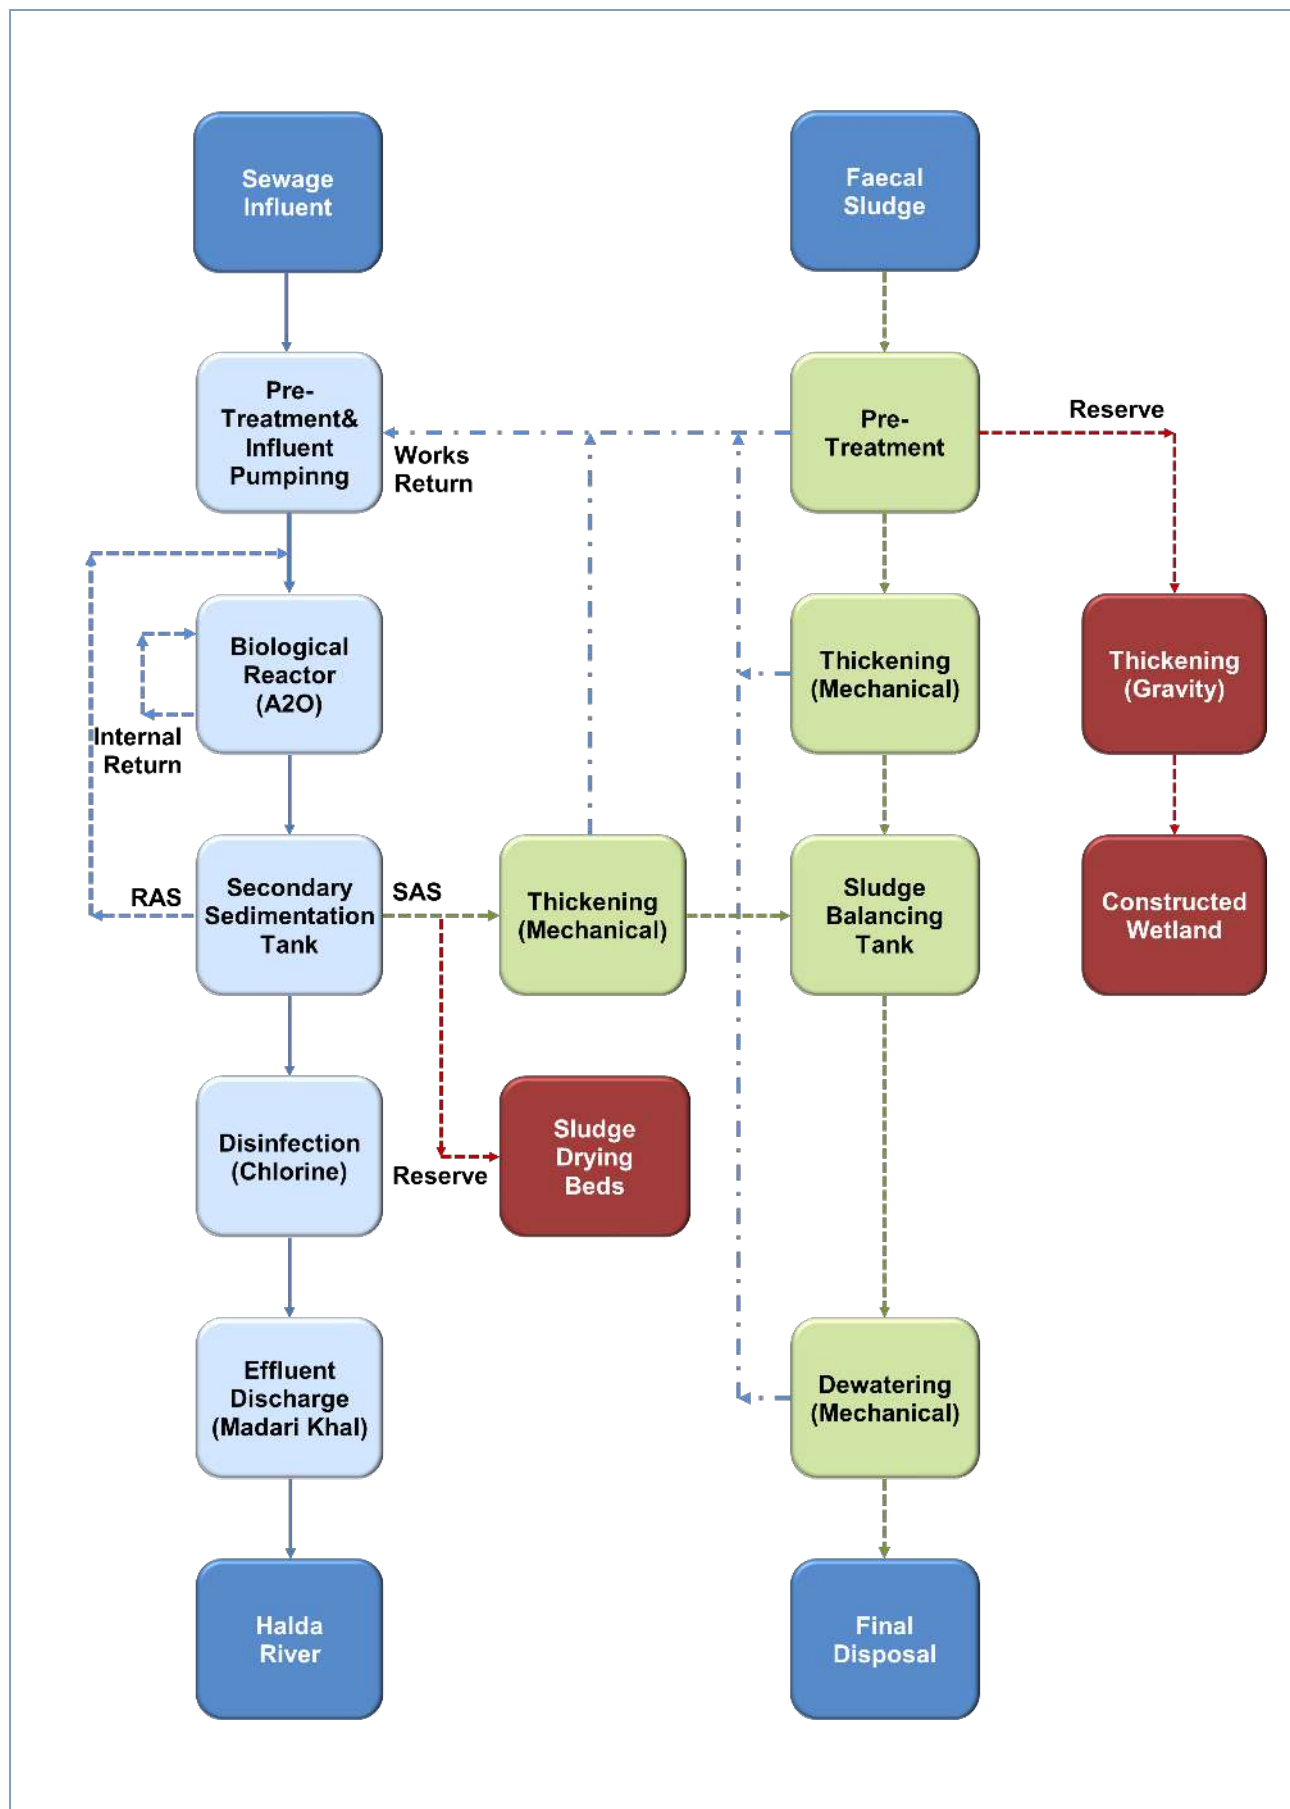 Sewage
Influent
Faecal
Sludge
Pre-
Treatment&
Influent
Pumpinng
Works
Return
Pre-
Treatment
Reserve
Biological
Reactor
(A2O)
Internal
Return
Thickening
(Mechanical)
Thickening
(Gravity)
RAS
Secondary
Sedimentation
Tank
SAS
Thickening
(Mechanical)
Sludge
Balancing
Tank
Constructed
Wetland
Disinfection
(Chlorine)
Reserve
Sludge
Drying
Beds
Effluent
Discharge
(Madari Khal)
Dewatering
(Mechanical)
Halda
River
Final
Disposal